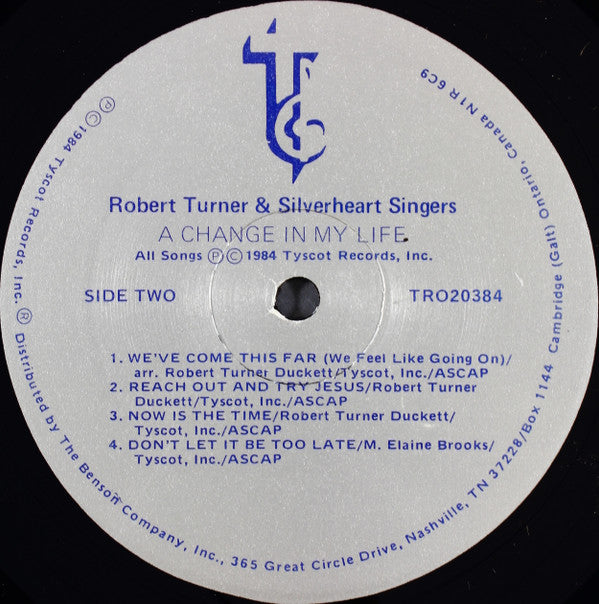 Robert Turner & Silverheart Singers
A CHANGE IN MY LIFE
All Songs ℗© 1984 Tyscot Records, Inc.
SIDE TWO
TRO20384
1. WE'VE COME THIS FAR (We Feel Like Going On)/
arr. Robert Turner Duckett/Tyscot, Inc./ASCAP
2. REACH OUT AND TRY JESUS/Robert Turner
Duckett/Tyscot, Inc./ASCAP
3. NOW IS THE TIME/Robert Turner Duckett/
Tyscot, Inc./ASCAP
4. DON'T LET IT BE TOO LATE/M. Elaine Brooks/
Tyscot, Inc./ASCAP
℗© 1984 Tyscot Records, Inc. ® Distributed by The Benson Company, Inc., 365 Great Circle Drive, Nashville, TN 37228/Box 1144 Cambridge (Galt) Ontario, Canada N1R 6C9